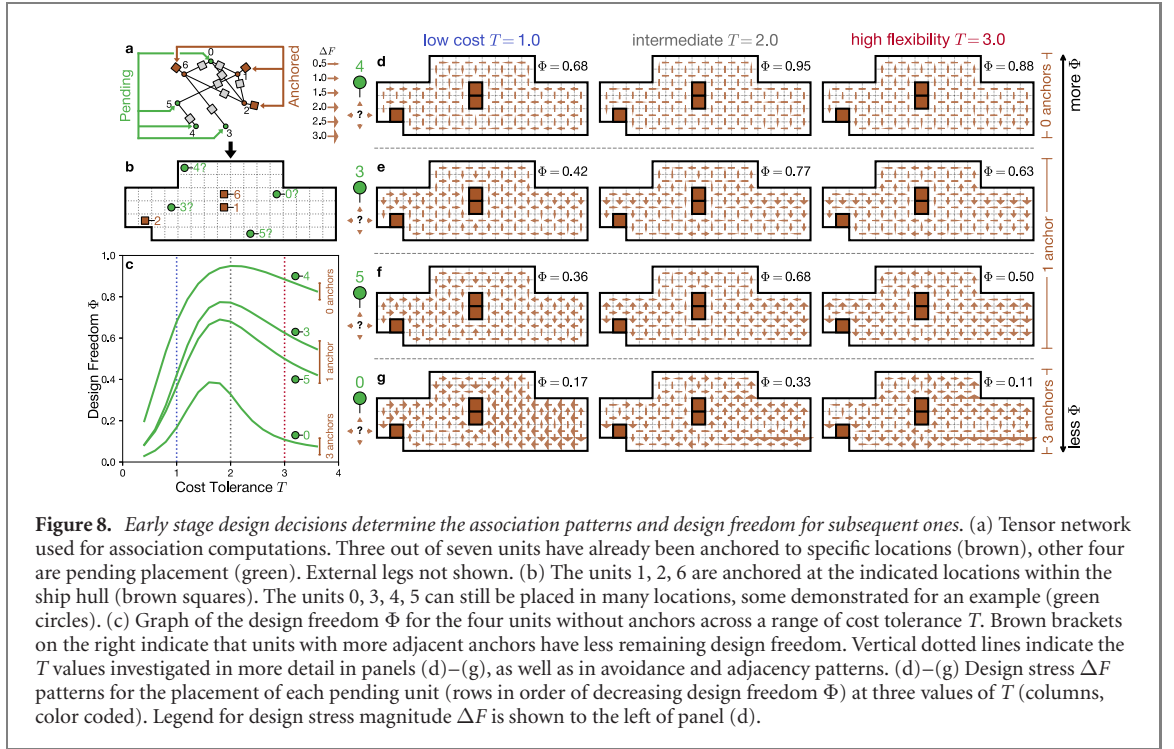 low cost T = 1.0
intermediate T = 2.0
high flexibility T = 3.0
a
Pending
Anchored
0
6
1
5
2
4
3
ΔF
0.5
1.0
1.5
2.0
2.5
3.0
b
4?
6
0?
3?
1
2
5?
c
Design Freedom Φ
1.0
0.8
0.6
0.4
0.2
0.0
0
1
2
3
4
Cost Tolerance T
4
3
5
0
0 anchors
1 anchor
3 anchors
4
?
d
Φ = 0.68
Φ = 0.95
Φ = 0.88
3
?
e
Φ = 0.42
Φ = 0.77
Φ = 0.63
5
?
f
Φ = 0.36
Φ = 0.68
Φ = 0.50
0
?
g
Φ = 0.17
Φ = 0.33
Φ = 0.11
0 anchors
1 anchor
3 anchors
more Φ
less Φ
Figure 8. Early stage design decisions determine the association patterns and design freedom for subsequent ones. (a) Tensor network
used for association computations. Three out of seven units have already been anchored to specific locations (brown), other four
are pending placement (green). External legs not shown. (b) The units 1, 2, 6 are anchored at the indicated locations within the
ship hull (brown squares). The units 0, 3, 4, 5 can still be placed in many locations, some demonstrated for an example (green
circles). (c) Graph of the design freedom Φ for the four units without anchors across a range of cost tolerance T. Brown brackets
on the right indicate that units with more adjacent anchors have less remaining design freedom. Vertical dotted lines indicate the
T values investigated in more detail in panels (d)–(g), as well as in avoidance and adjacency patterns. (d)–(g) Design stress ΔF
patterns for the placement of each pending unit (rows in order of decreasing design freedom Φ) at three values of T (columns,
color coded). Legend for design stress magnitude ΔF is shown to the left of panel (d).